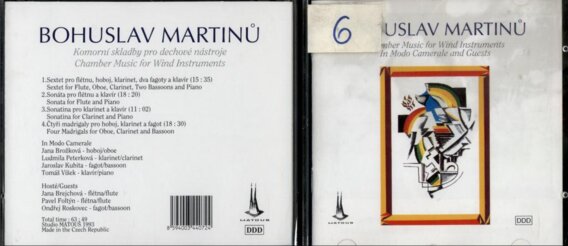 BOHUSLAV MARTINŮ
Komorní skladby pro dechové nástroje
Chamber Music for Wind Instruments
1.Sextet pro flétnu, hoboj, klarinet, dva fagoty a klavír (15 : 35)
Sextet for Flute, Oboe, Clarinet, Two Bassoons and Piano
2.Sonáta pro flétnu a klavír (18 : 20)
Sonata for Flute and Piano
3.Sonatina pro klarinet a klavír (11 : 02)
Sonatina for Clarinet and Piano
4.Čtyři madrigaly pro hoboj, klarinet a fagot (18 : 30)
Four Madrigals for Oboe, Clarinet and Bassoon
In Modo Camerale
Jana Brožková - hoboj/oboe
Ludmila Peterková - klarinet/clarinet
Jaroslav Kubita - fagot/bassoon
Tomáš Víšek - klavír/piano
Hosté/Guests
Jana Brejchová - flétna/flute
Pavel Foltýn - flétna/flute
Ondřej Roskovec - fagot/bassoon
Total time : 63 : 49
Studio MATOUŠ 1993
Made in the Czech Republic
8 594003 440724
MATOUŠ
DDD
6
USLAV MARTINŮ
mber Music for Wind Instruments
In Modo Camerale and Guests
MATOUŠ
DDD